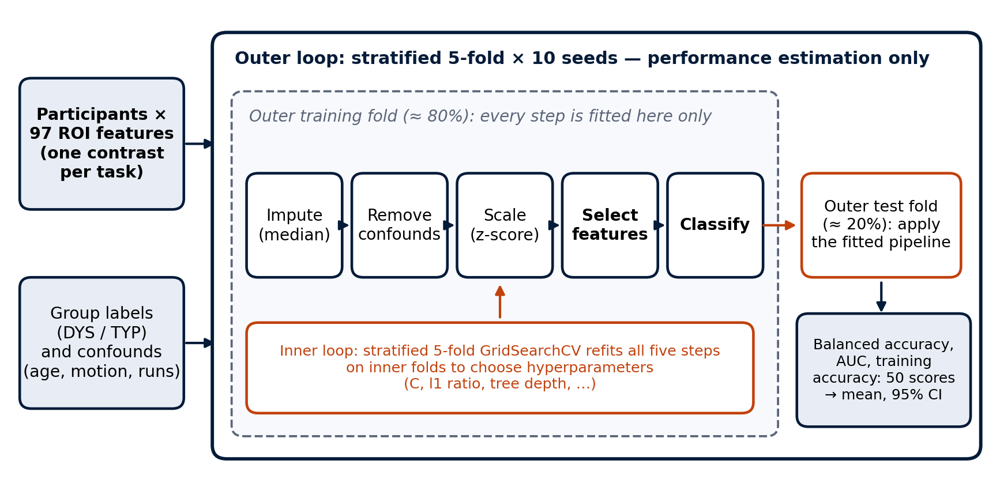 Outer loop: stratified 5-fold × 10 seeds — performance estimation only
Participants ×
97 ROI features
(one contrast
per task)
Group labels
(DYS / TYP)
and confounds
(age, motion, runs)
Outer training fold (≈ 80%): every step is fitted here only
Impute
(median)
Remove
confounds
Scale
(z-score)
Select
features
Classify
Outer test fold
(≈ 20%): apply
the fitted pipeline
Inner loop: stratified 5-fold GridSearchCV refits all five steps
on inner folds to choose hyperparameters
(C, l1 ratio, tree depth, ...)
Balanced accuracy,
AUC, training
accuracy: 50 scores
→ mean, 95% CI